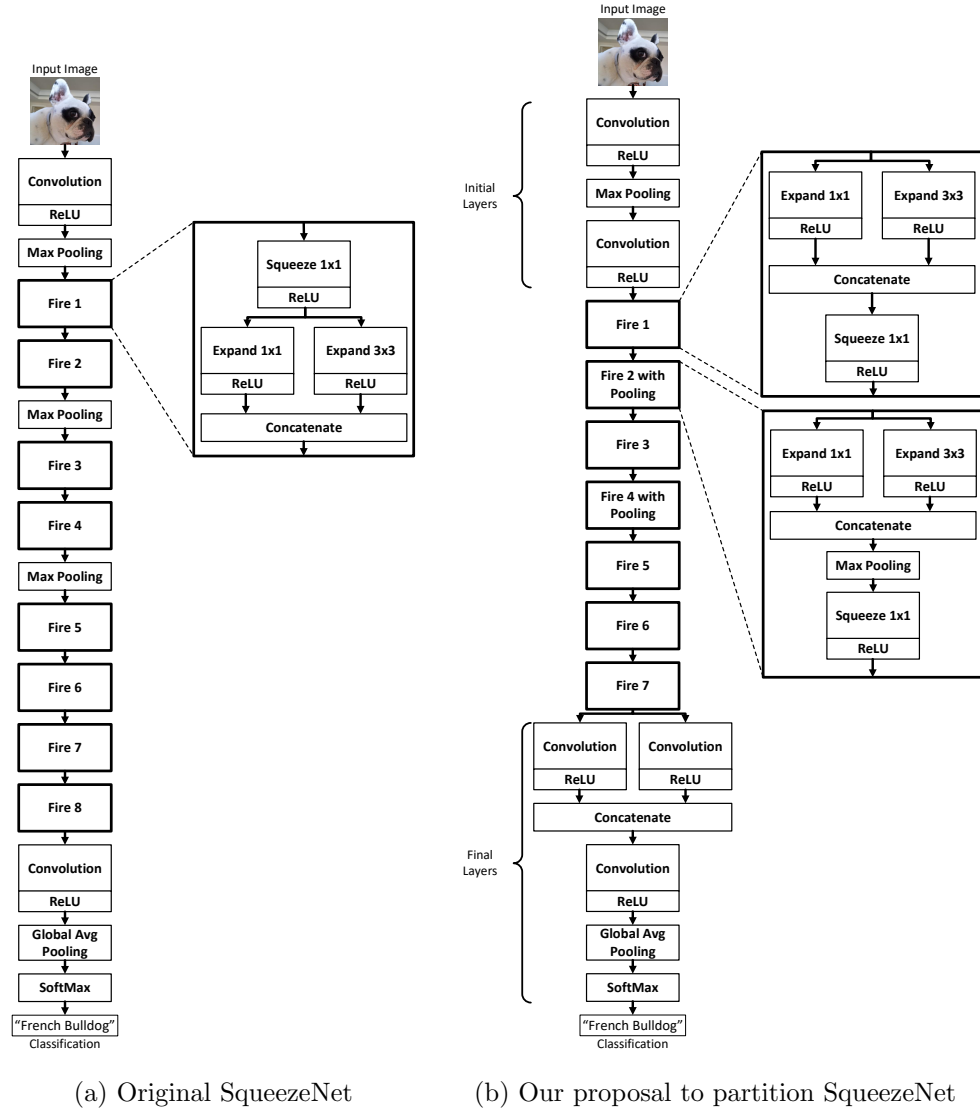 Input Image
Convolution
ReLU
Max Pooling
Fire 1
Fire 2
Max Pooling
Fire 3
Fire 4
Max Pooling
Fire 5
Fire 6
Fire 7
Fire 8
Convolution
ReLU
Global Avg
Pooling
SoftMax
“French Bulldog”
Classification
Squeeze 1x1
ReLU
Expand 1x1
ReLU
Expand 3x3
ReLU
Concatenate
(a) Original SqueezeNet
Input Image
Initial
Layers
Convolution
ReLU
Max Pooling
Convolution
ReLU
Fire 1
Fire 2 with
Pooling
Fire 3
Fire 4 with
Pooling
Fire 5
Fire 6
Fire 7
Final
Layers
Convolution
ReLU
Convolution
ReLU
Concatenate
Convolution
ReLU
Global Avg
Pooling
SoftMax
“French Bulldog”
Classification
Expand 1x1
ReLU
Expand 3x3
ReLU
Concatenate
Squeeze 1x1
ReLU
Expand 1x1
ReLU
Expand 3x3
ReLU
Concatenate
Max Pooling
Squeeze 1x1
ReLU
(b) Our proposal to partition SqueezeNet